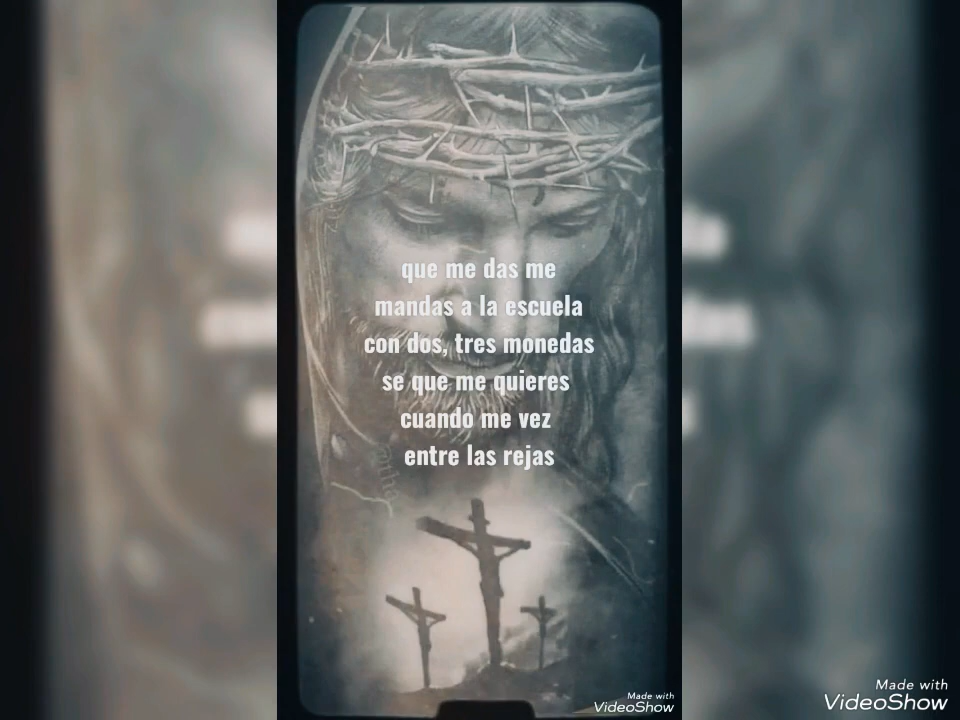 que me das me
mandas a la escuela
con dos, tres monedas
se que me quieres
cuando me vez
entre las rejas
Made with
VideoShow
Made with
VideoShow